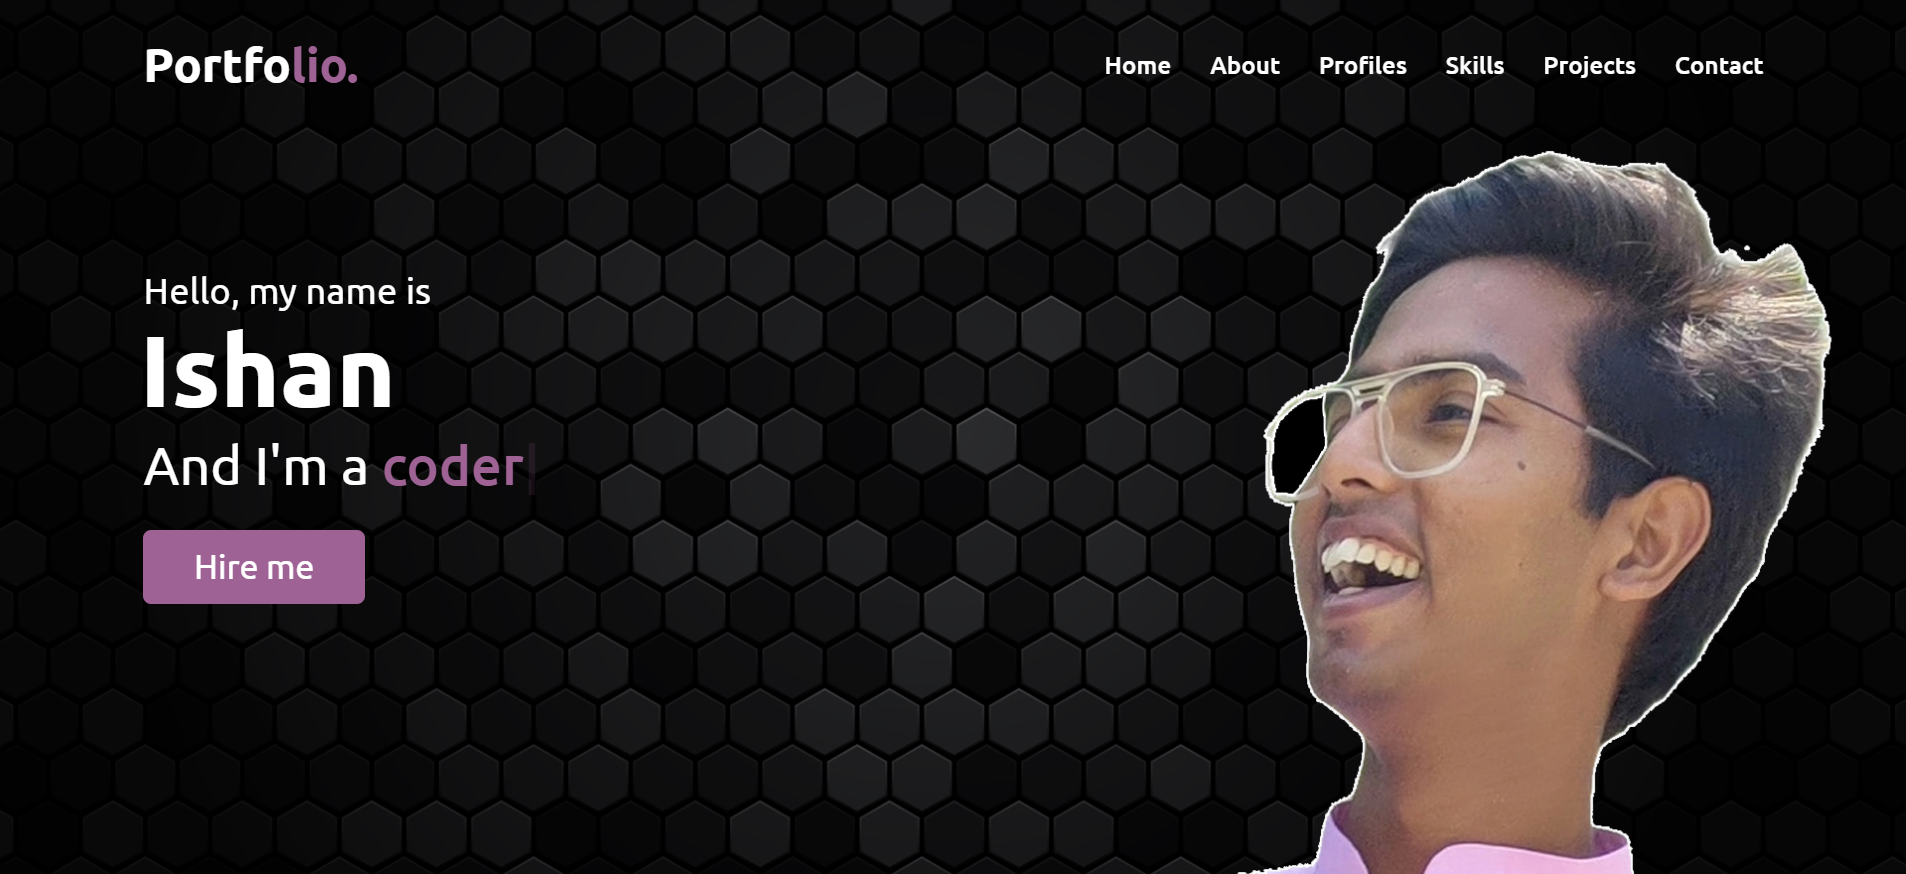 Portfolio.
Home About Profiles Skills Projects Contact
Hello, my name is
Ishan
And I'm a coder
Hire me